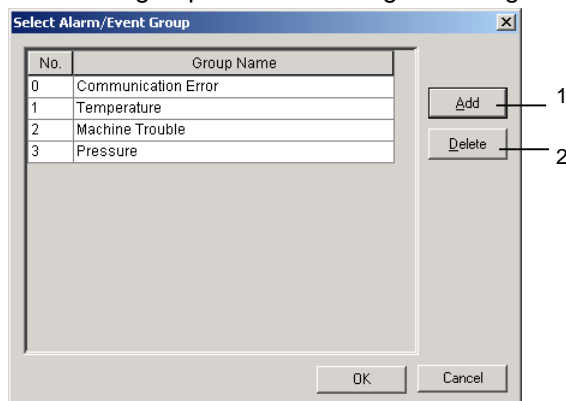 Select Alarm/Event Group
No. Group Name
0 Communication Error
1 Temperature
2 Machine Trouble
3 Pressure
Add 1
Delete 2
OK Cancel